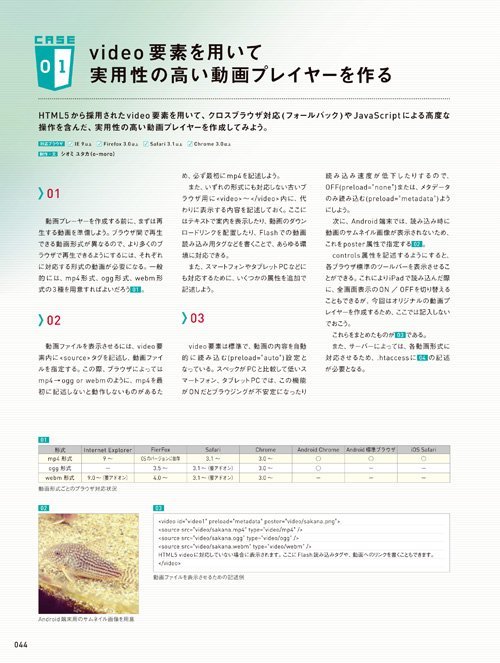 CASE
01
video要素を用いて
実用性の高い動画プレイヤーを作る
HTML5から採用されたvideo要素を用いて、クロスブラウザ対応(フォールバック)やJavaScriptによる高度な
操作を含んだ、実用性の高い動画プレイヤーを作成してみよう。
対応ブラウザ ✓ IE 9以上 ✓ Firefox 3.0以上 ✓ Safari 3.1以上 ✓ Chrome 3.0以上
制作・文 シオミ ユタカ(e-mora)
01
動画プレーヤーを作成する前に、まずは再
生する動画を準備しよう。ブラウザ間で再生
できる動画形式が異なるので、より多くのブ
ラウザで再生できるようにするには、それぞれ
に対応する形式の動画が必要になる。一般
的には、mp4形式、ogg形式、webm形
式の3種を用意すればよいだろう01。
02
動画ファイルを表示させるには、video要
素内に<source>タグを記述し、動画ファイ
ルを指定する。この際、ブラウザによっては
mp4→ogg or webmのように、mp4を最
初に記述しないと動作しないものがあるた
め、必ず最初にmp4を記述しよう。
また、いずれの形式にも対応しない古いブ
ラウザ用に<video>〜</video>内に、代
わりに表示する内容を記述しておく。ここに
はテキストで案内を表示したり、動画のダウン
ロードリンクを配置したり、Flashでの動画
読み込み用タグなどを書くことで、あらゆる環
境に対応できる。
また、スマートフォンやタブレットPCなどに
も対応するために、いくつかの属性を追加で
記述しよう。
03
video要素は標準で、動画の内容を自動
的に読み込む(preload="auto")設定と
なっている。スペックがPCと比較して低いス
マートフォン、タブレットPCでは、この機能
がONだとブラウジングが不安定になったり
読み込み速度が低下したりするので、
OFF(preload="none")または、メタデータ
のみ読み込む(preload="metadata")よう
にしよう。
次に、Android端末では、読み込み時に
動画のサムネイル画像が表示されないため、
これをposter属性で指定する02。
controls属性を記述するようにすると、
各ブラウザ標準のツールバーを表示させるこ
とができる。これによりiPadで読み込んだ際
に、全画面表示のON/OFFを切り替える
こともできるが、今回はオリジナルの動画プ
レイヤーを作成するため、ここでは記入しない
でおこう。
これらをまとめたものが03である。
また、サーバーによっては、各動画形式に
対応させるため、.htaccessに04の記述
が必要となる。
01
形式 Internet Explorer FierFox Safari Chrome Android Chrome Android標準ブラウザ iOS Safari
mp4形式 9〜 OSのバージョンに依存 3.1〜 3.0〜 ○ ○ ○
ogg形式 — 3.5〜 3.1〜(要アドオン) 3.0〜 ○ — —
webm形式 9.0〜(要アドオン) 4.0〜 3.1〜(要アドオン) 3.0〜 — — —
動画形式ごとのブラウザ対応状況
02
Android端末用のサムネイル画像を用意
03
<video id="video1" preload="metadata" poster="video/sakana.png">
<source src="video/sakana.mp4" type="video/mp4" />
<source src="video/sakana.ogg" type="video/ogg" />
<source src="video/sakana.webm" type="video/webm" />
HTML5 videoに対応していない場合に表示されます。ここにFlash読み込みタグや、動画へのリンクを書くこともできます。
</video>
動画ファイルを表示させるための記述例
044